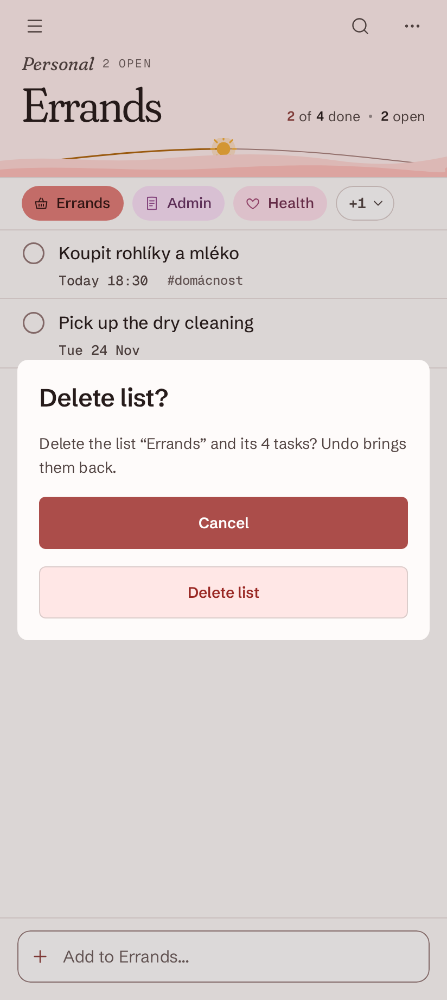 Personal 2 OPEN
Errands
2 of 4 done • 2 open
Errands
Admin
Health
+1
Koupit rohlíky a mléko
Today 18:30 #domácnost
Pick up the dry cleaning
Tue 24 Nov
Delete list?
Delete the list “Errands” and its 4 tasks? Undo brings
them back.
Cancel
Delete list
+ Add to Errands...